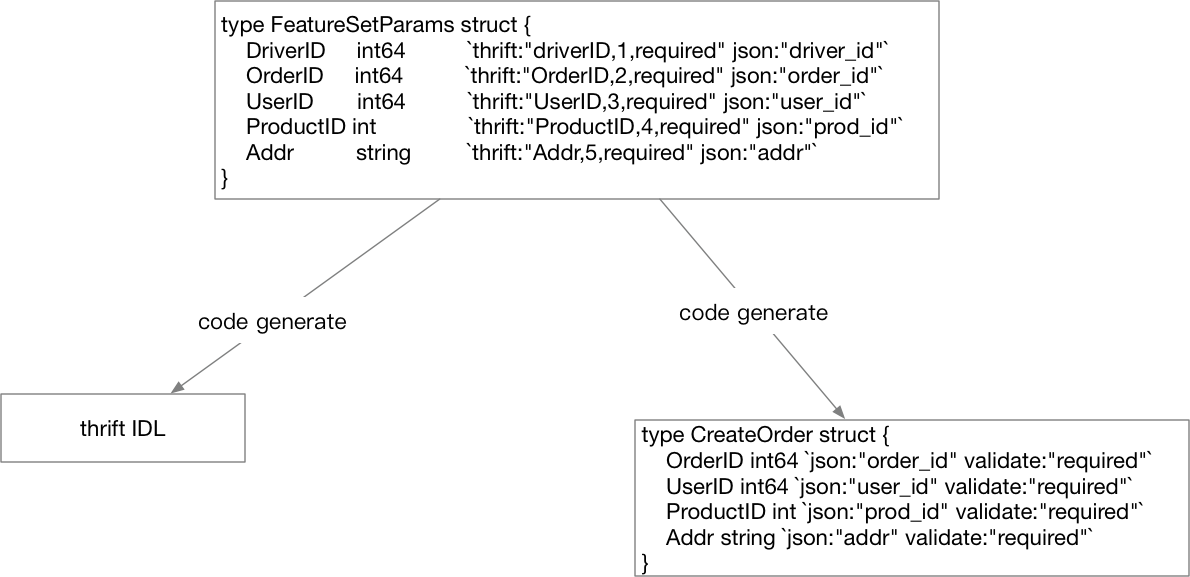 type FeatureSetParams struct {
DriverID int64 `thrift:"driverID,1,required" json:"driver_id"`
OrderID int64 `thrift:"OrderID,2,required" json:"order_id"`
UserID int64 `thrift:"UserID,3,required" json:"user_id"`
ProductID int `thrift:"ProductID,4,required" json:"prod_id"`
Addr string `thrift:"Addr,5,required" json:"addr"`
}
code generate
code generate
thrift IDL
type CreateOrder struct {
OrderID int64 `json:"order_id" validate:"required"`
UserID int64 `json:"user_id" validate:"required"`
ProductID int `json:"prod_id" validate:"required"`
Addr string `json:"addr" validate:"required"`
}